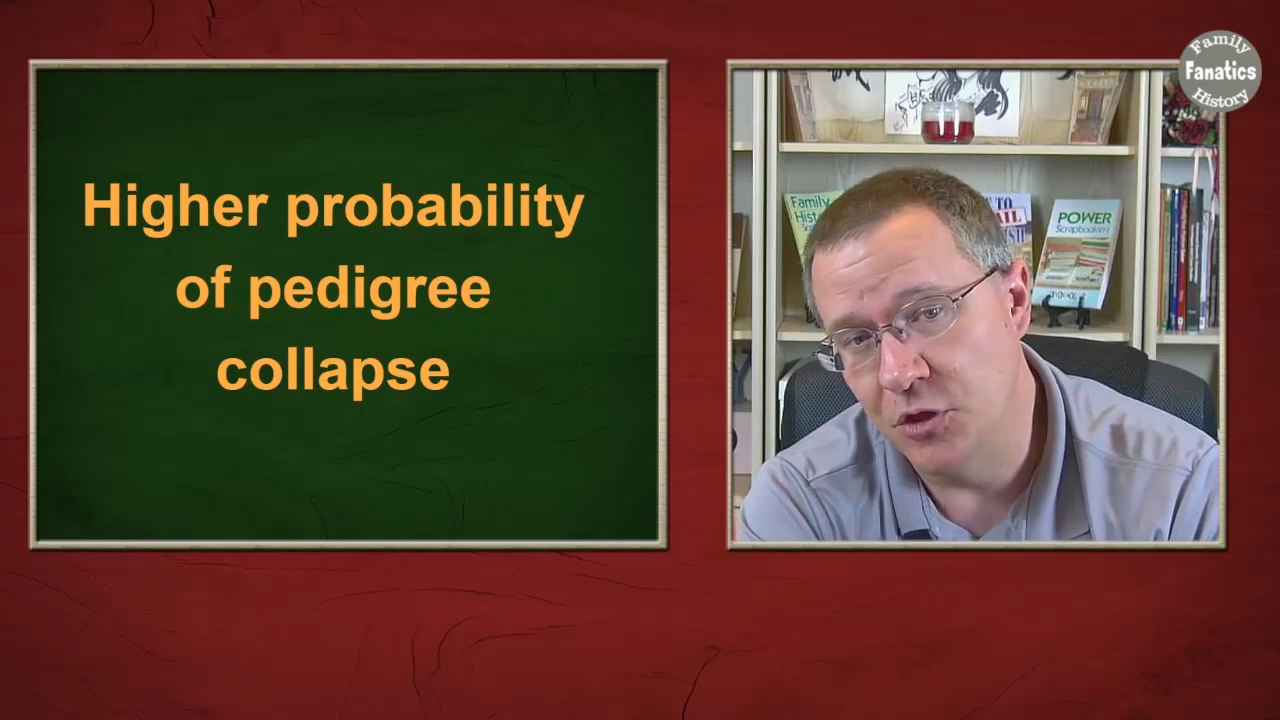 Higher probability
of pedigree
collapse
Family
Fanatics
History
Family
POWER
Scrapbooking